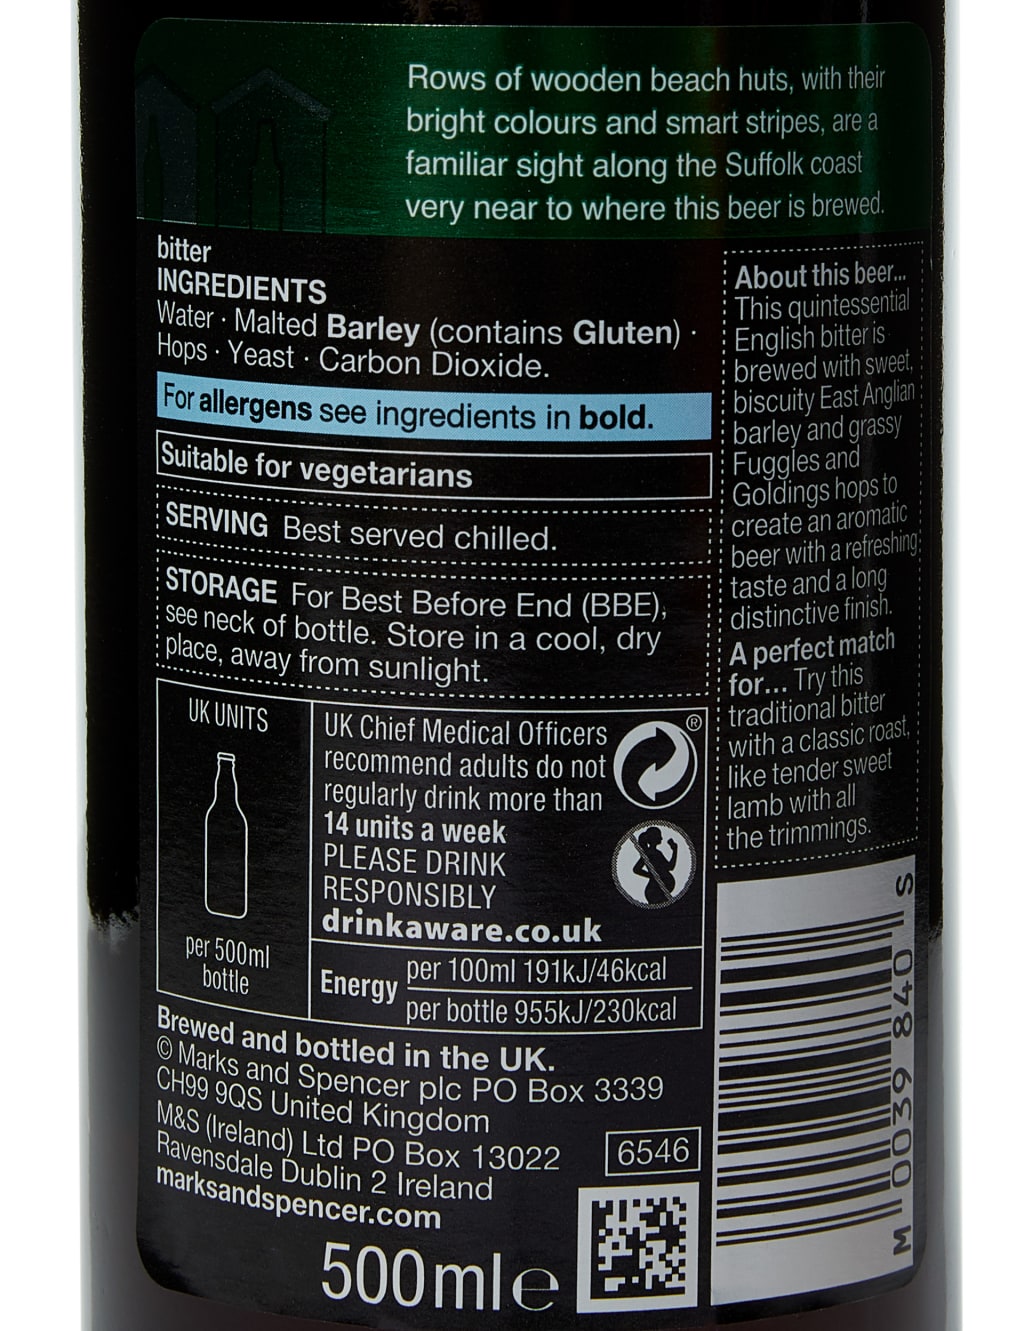 Rows of wooden beach huts, with their
bright colours and smart stripes, are a
familiar sight along the Suffolk coast
very near to where this beer is brewed.
bitter
INGREDIENTS
Water · Malted Barley (contains Gluten) ·
Hops · Yeast · Carbon Dioxide.
For allergens see ingredients in bold.
Suitable for vegetarians
SERVING Best served chilled.
STORAGE For Best Before End (BBE),
see neck of bottle. Store in a cool, dry
place, away from sunlight.
UK UNITS
per 500ml
bottle
UK Chief Medical Officers
recommend adults do not
regularly drink more than
14 units a week
PLEASE DRINK
RESPONSIBLY
drinkaware.co.uk
®
Energy
per 100ml 191kJ/46kcal
per bottle 955kJ/230kcal
Brewed and bottled in the UK.
© Marks and Spencer plc PO Box 3339
CH99 9QS United Kingdom
M&S (Ireland) Ltd PO Box 13022
Ravensdale Dublin 2 Ireland
marksandspencer.com
6546
500ml e
About this beer...
This quintessential
English bitter is
brewed with sweet,
biscuity East Anglian
barley and grassy
Fuggles and
Goldings hops to
create an aromatic
beer with a refreshing
taste and a long
distinctive finish.
A perfect match
for... Try this
traditional bitter
with a classic roast,
like tender sweet
lamb with all
the trimmings.
M 0039 840 S